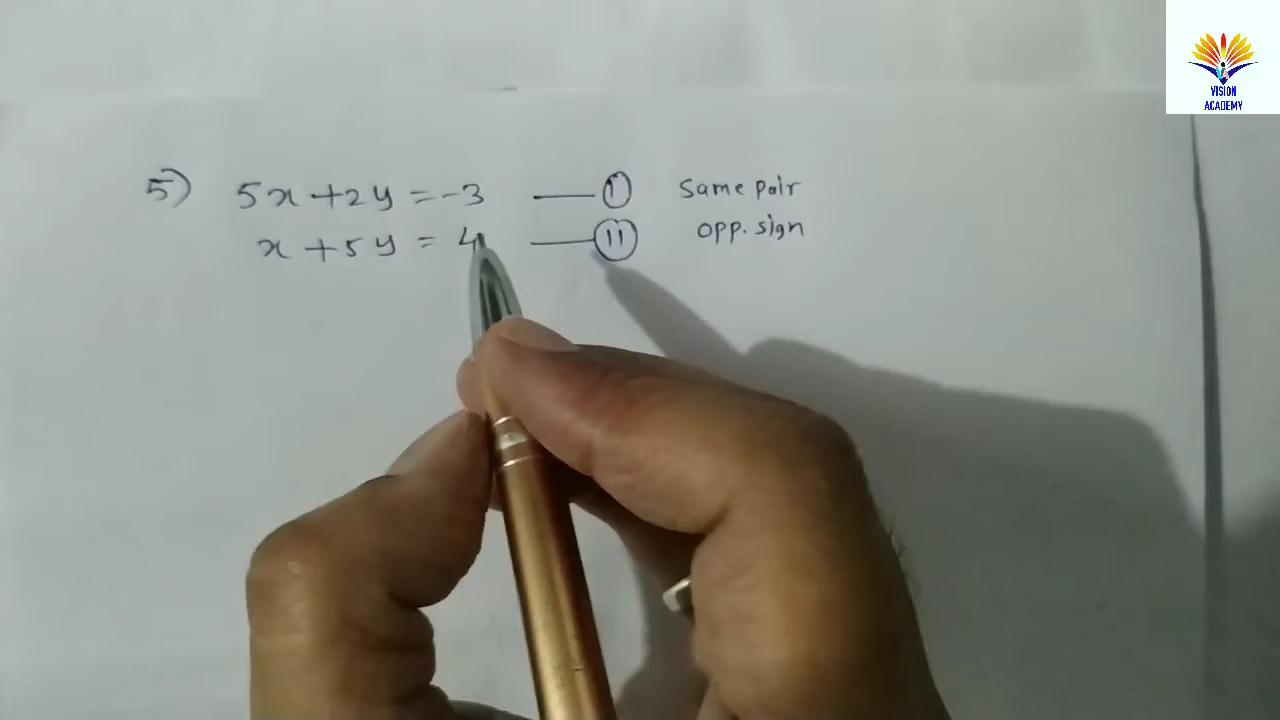 5) 5x + 2y = -3 —— I same pair
x + 5y = 4 —— II opp. sign
VISION
ACADEMY